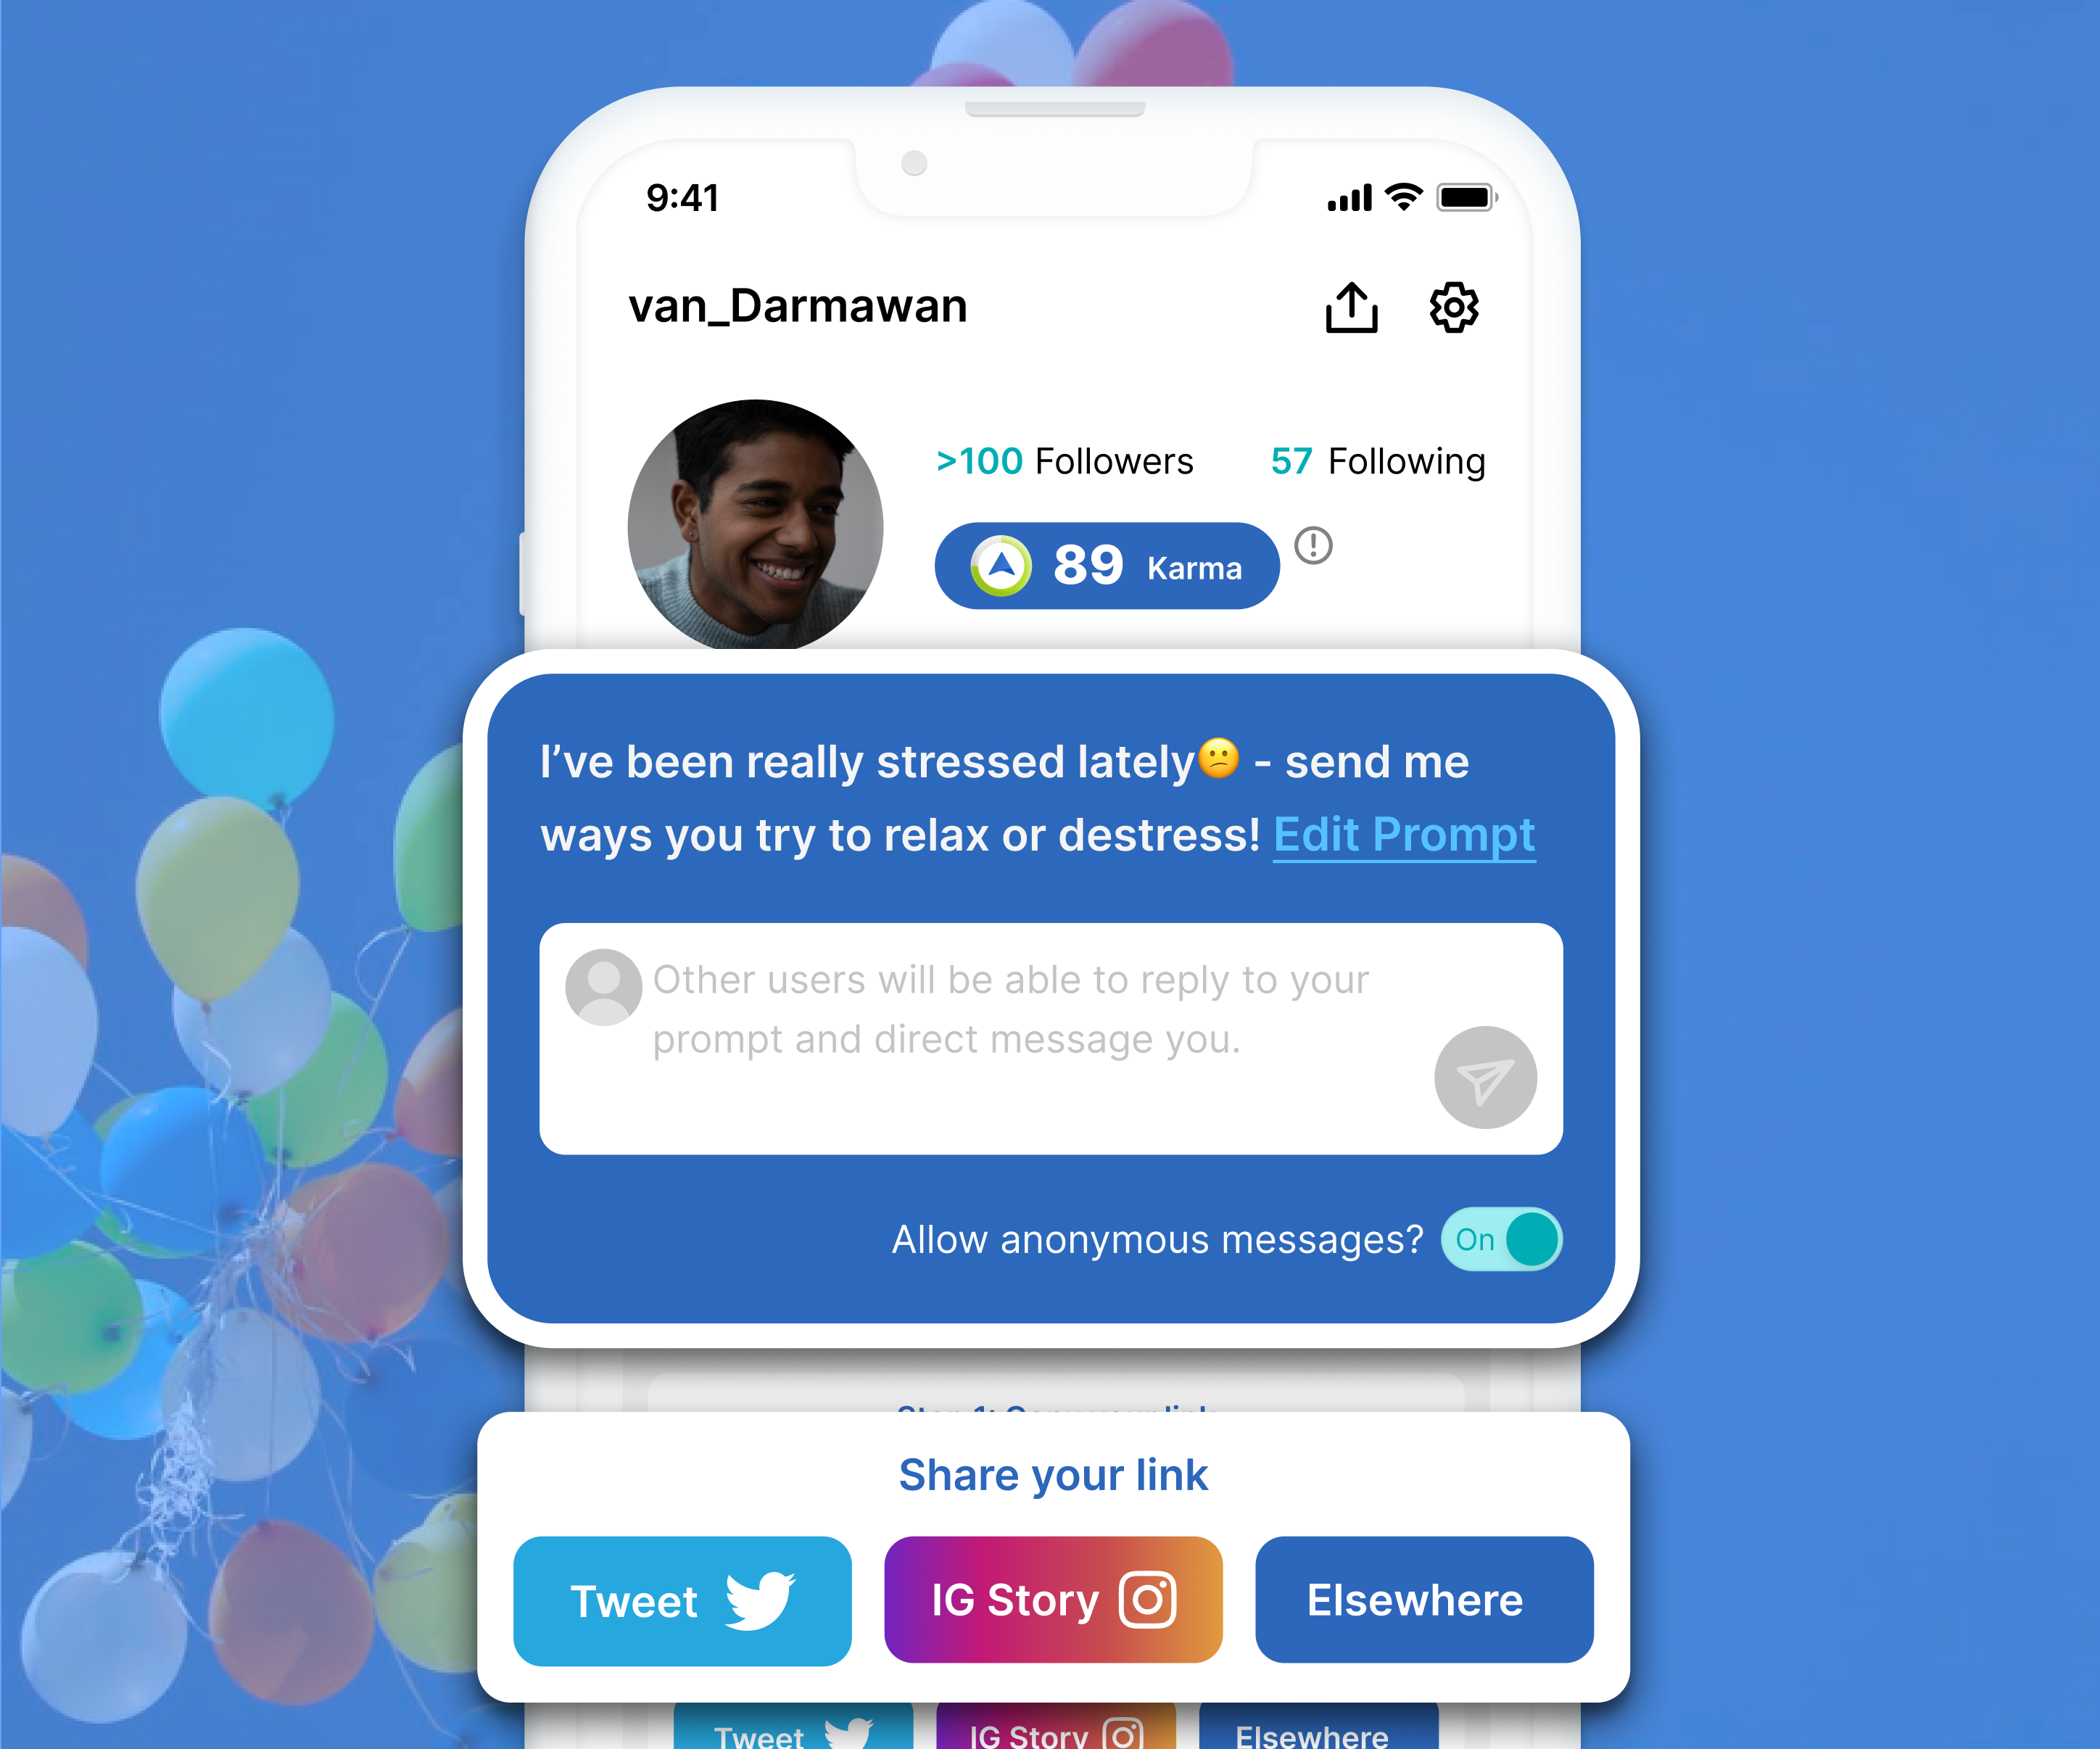 9:41
van_Darmawan
>100 Followers 57 Following
89 Karma
I’ve been really stressed lately😕 - send me
ways you try to relax or destress! Edit Prompt
Other users will be able to reply to your
prompt and direct message you.
Allow anonymous messages? On
Share your link
Tweet IG Story Elsewhere
Tweet IG Story Elsewhere